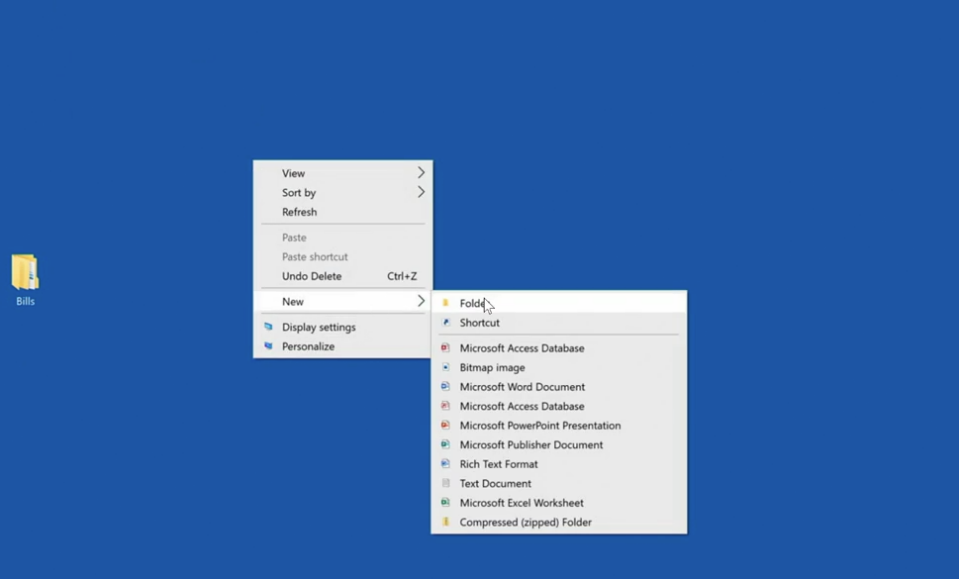 View
Sort by
Refresh
Paste
Paste shortcut
Undo Delete Ctrl+Z
New
Display settings
Personalize
Bills
Folder
Shortcut
Microsoft Access Database
Bitmap image
Microsoft Word Document
Microsoft Access Database
Microsoft PowerPoint Presentation
Microsoft Publisher Document
Rich Text Format
Text Document
Microsoft Excel Worksheet
Compressed (zipped) Folder